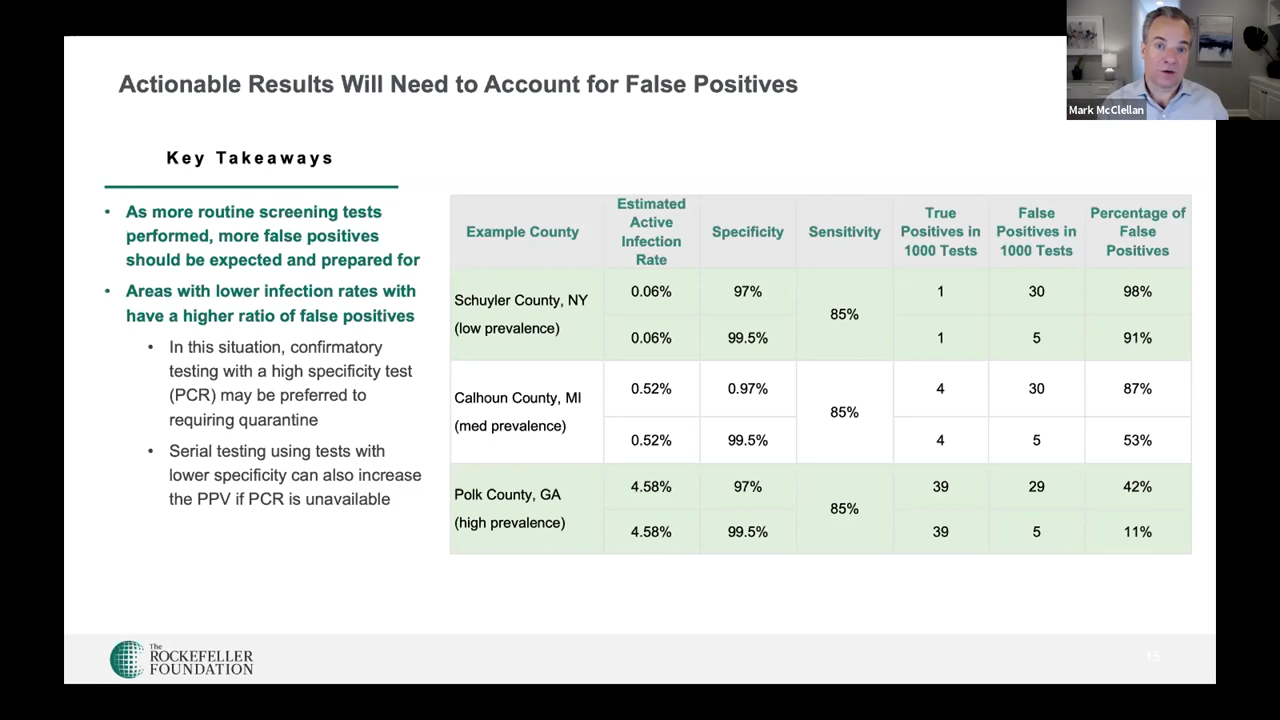 Actionable Results Will Need to Account for False Positives
Mark McClellan
Key Takeaways
• As more routine screening tests
performed, more false positives
should be expected and prepared for
• Areas with lower infection rates with
have a higher ratio of false positives
• In this situation, confirmatory
testing with a high specificity test
(PCR) may be preferred to
requiring quarantine
• Serial testing using tests with
lower specificity can also increase
the PPV if PCR is unavailable
Example County
Estimated
Active
Infection
Rate
Specificity
Sensitivity
True
Positives in
1000 Tests
False
Positives in
1000 Tests
Percentage of
False
Positives
Schuyler County, NY
(low prevalence)
0.06% 97% 85% 1 30 98%
0.06% 99.5% 1 5 91%
Calhoun County, MI
(med prevalence)
0.52% 0.97% 85% 4 30 87%
0.52% 99.5% 4 5 53%
Polk County, GA
(high prevalence)
4.58% 97% 85% 39 29 42%
4.58% 99.5% 39 5 11%
The
ROCKEFELLER
FOUNDATION
15